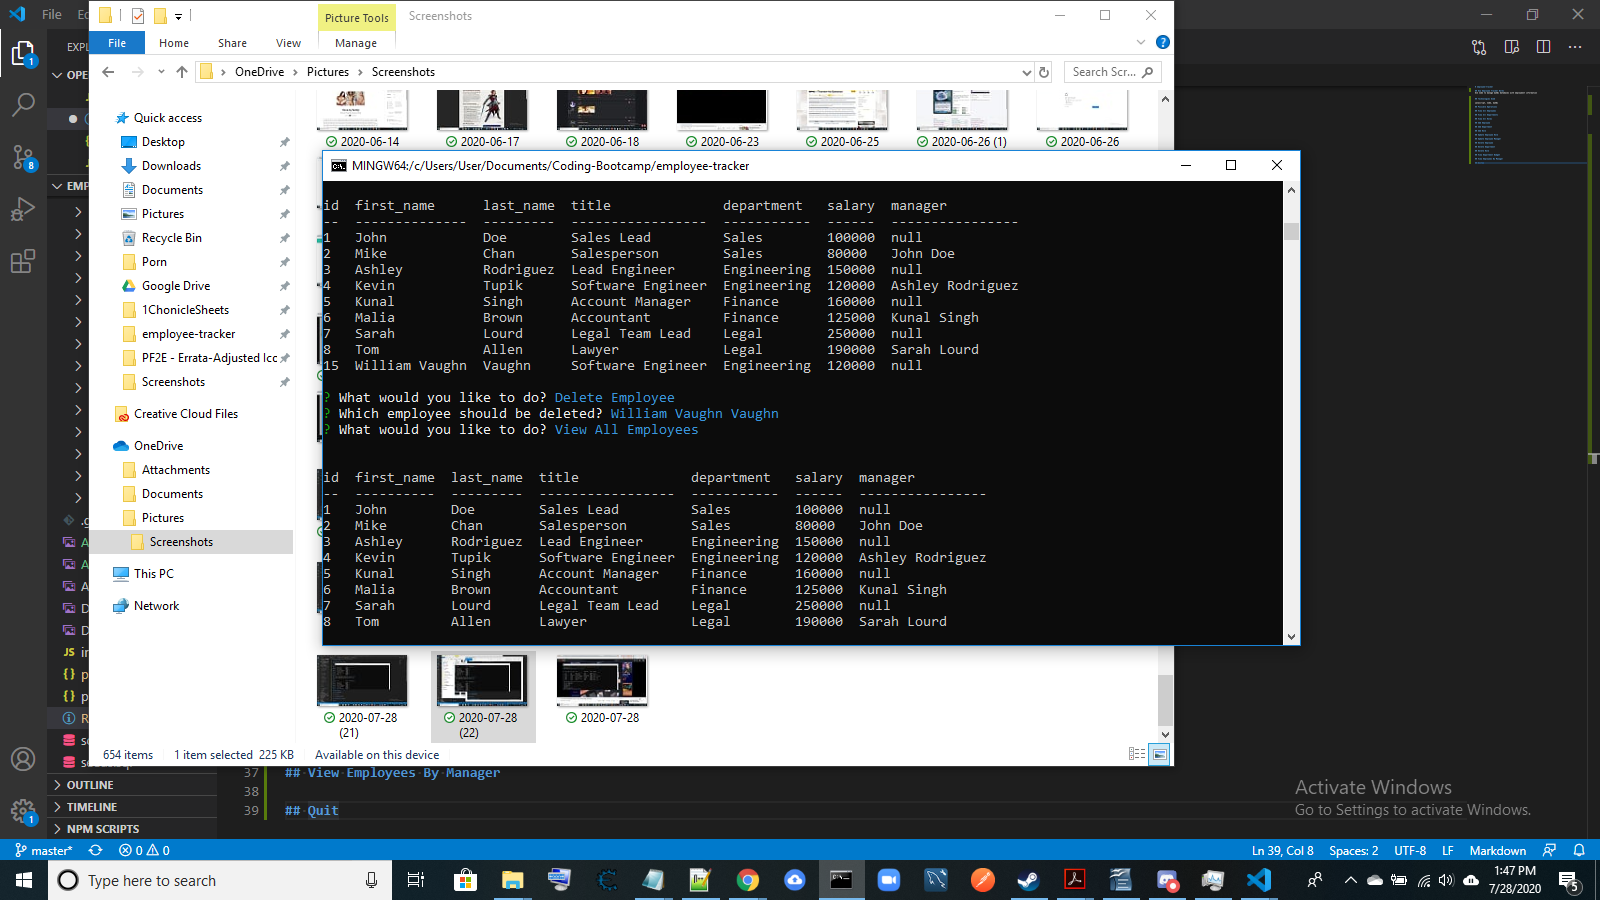 File
Picture Tools
Screenshots
File Home Share View Manage
EXPL
OneDrive Pictures Screenshots
Search Scr...
Quick access
Desktop
Downloads
Documents
Pictures
Recycle Bin
Porn
Google Drive
1ChonicleSheets
employee-tracker
PF2E - Errata-Adjusted Icc
Screenshots
Creative Cloud Files
OneDrive
Attachments
Documents
Pictures
Screenshots
This PC
Network
2020-06-14 2020-06-17 2020-06-18 2020-06-23 2020-06-25 2020-06-26 (1) 2020-06-26
MINGW64:/c/Users/User/Documents/Coding-Bootcamp/employee-tracker
id first_name last_name title department salary manager
-- -------------- --------- ----------------- ----------- ------ ----------------
1 John Doe Sales Lead Sales 100000 null
2 Mike Chan Salesperson Sales 80000 John Doe
3 Ashley Rodriguez Lead Engineer Engineering 150000 null
4 Kevin Tupik Software Engineer Engineering 120000 Ashley Rodriguez
5 Kunal Singh Account Manager Finance 160000 null
6 Malia Brown Accountant Finance 125000 Kunal Singh
7 Sarah Lourd Legal Team Lead Legal 250000 null
8 Tom Allen Lawyer Legal 190000 Sarah Lourd
15 William Vaughn Vaughn Software Engineer Engineering 120000 null
? What would you like to do? Delete Employee
? Which employee should be deleted? William Vaughn Vaughn
? What would you like to do? View All Employees
id first_name last_name title department salary manager
-- ---------- --------- ----------------- ----------- ------ ----------------
1 John Doe Sales Lead Sales 100000 null
2 Mike Chan Salesperson Sales 80000 John Doe
3 Ashley Rodriguez Lead Engineer Engineering 150000 null
4 Kevin Tupik Software Engineer Engineering 120000 Ashley Rodriguez
5 Kunal Singh Account Manager Finance 160000 null
6 Malia Brown Accountant Finance 125000 Kunal Singh
7 Sarah Lourd Legal Team Lead Legal 250000 null
8 Tom Allen Lawyer Legal 190000 Sarah Lourd
2020-07-28 (21)
2020-07-28 (22)
2020-07-28
654 items 1 item selected 225 KB Available on this device
OUTLINE
TIMELINE
NPM SCRIPTS
37 ## View Employees By Manager
38
39 ## Quit
Activate Windows
Go to Settings to activate Windows.
master* 0 0
Ln 39, Col 8 Spaces: 2 UTF-8 LF Markdown
Type here to search
1:47 PM
7/28/2020
5